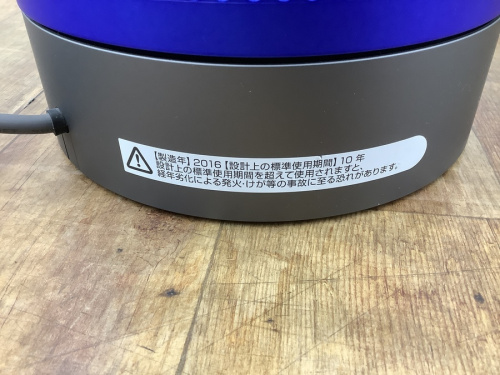 【製造年】2016【設計上の標準使用期間】10年
設計上の標準使用期間を超えて使用されますと、
経年劣化による発火・けが等の事故に至る恐れがあります。